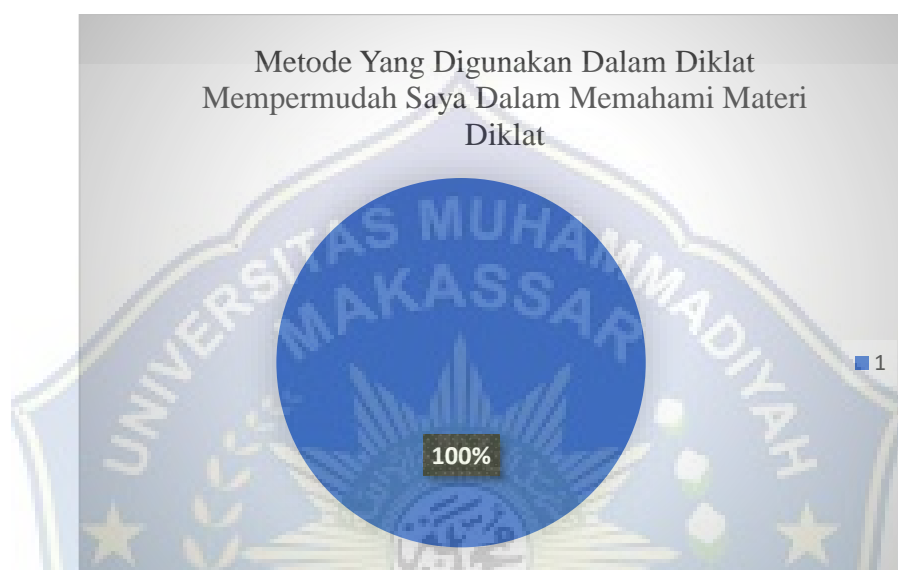 Metode Yang Digunakan Dalam Diklat
Mempermudah Saya Dalam Memahami Materi
Diklat
UNIVERSITAS MUHAMMADIYAH
MAKASSAR
1
100%